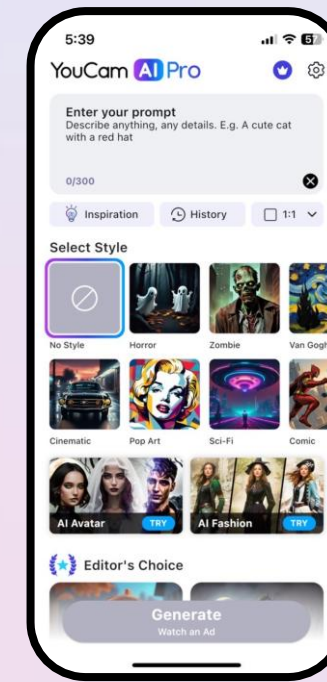 5:39
57
YouCam AI Pro
Enter your prompt
Describe anything, any details. E.g. A cute cat
with a red hat
0/300
Inspiration
History
1:1
Select Style
No Style
Horror
Zombie
Van Gogh
Cinematic
Pop Art
Sci-Fi
Comic
AI Avatar
TRY
AI Fashion
TRY
Editor's Choice
Generate
Watch an Ad